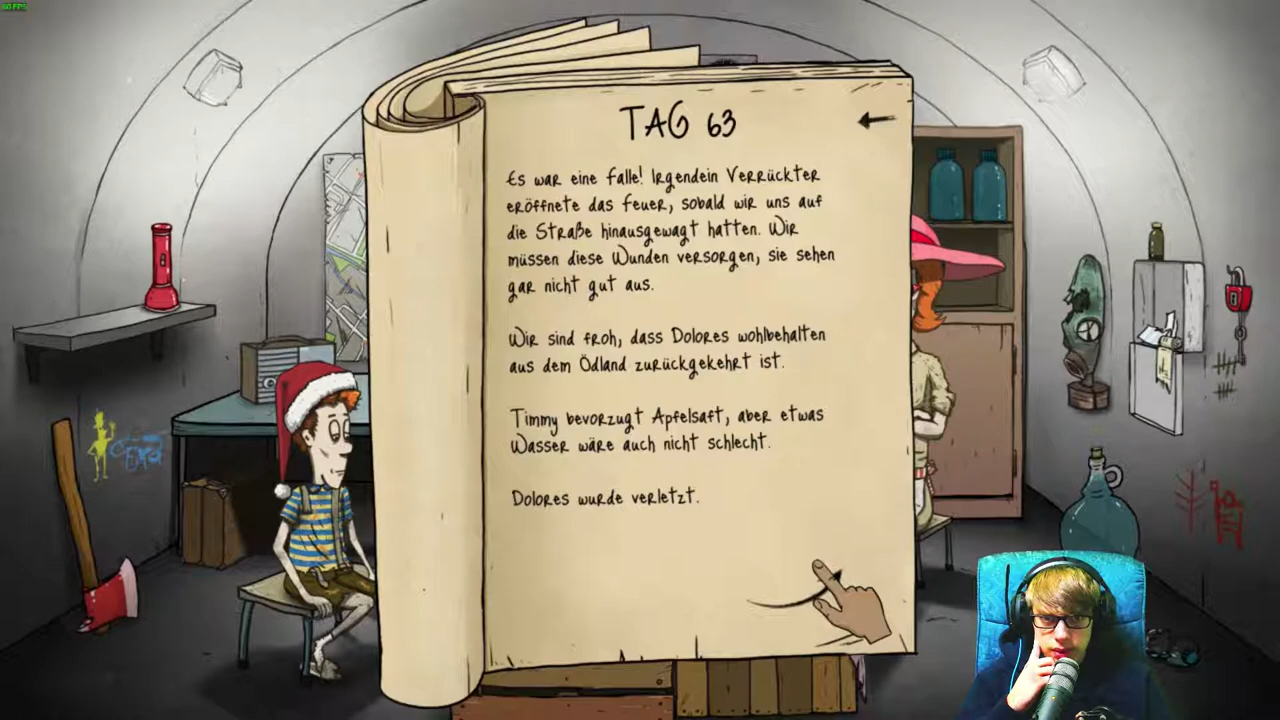 60 FPS
TAG 63
Es war eine Falle! Irgendein Verrückter
eröffnete das Feuer, sobald wir uns auf
die Straße hinausgewagt hatten. Wir
müssen diese Wunden versorgen, sie sehen
gar nicht gut aus.
Wir sind froh, dass Dolores wohlbehalten
aus dem Ödland zurückgekehrt ist.
Timmy bevorzugt Apfelsaft, aber etwas
Wasser wäre auch nicht schlecht.
Dolores wurde verletzt.